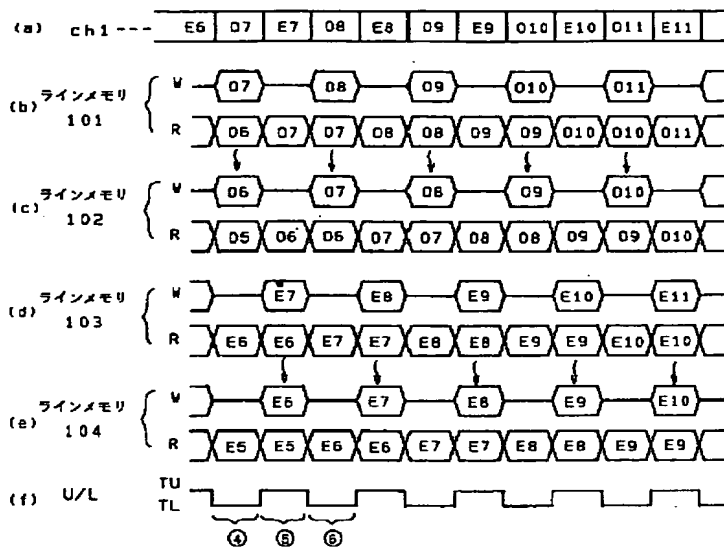 (a) ch1 --- E6 O7 E7 O8 E8 O9 E9 O10 E10 O11 E11
(b) ラインメモリ 101
W O7 O8 O9 O10 O11
R O6 O7 O7 O8 O8 O9 O9 O10 O10 O11
(c) ラインメモリ 102
W O6 O7 O8 O9 O10
R O5 O6 O6 O7 O7 O8 O8 O9 O9 O10
(d) ラインメモリ 103
W E7 E8 E9 E10 E11
R E6 E6 E7 E7 E8 E8 E9 E9 E10 E10
(e) ラインメモリ 104
W E6 E7 E8 E9 E10
R E5 E5 E6 E6 E7 E7 E8 E8 E9 E9
(f) U/L TU
TL
④ ⑤ ⑥